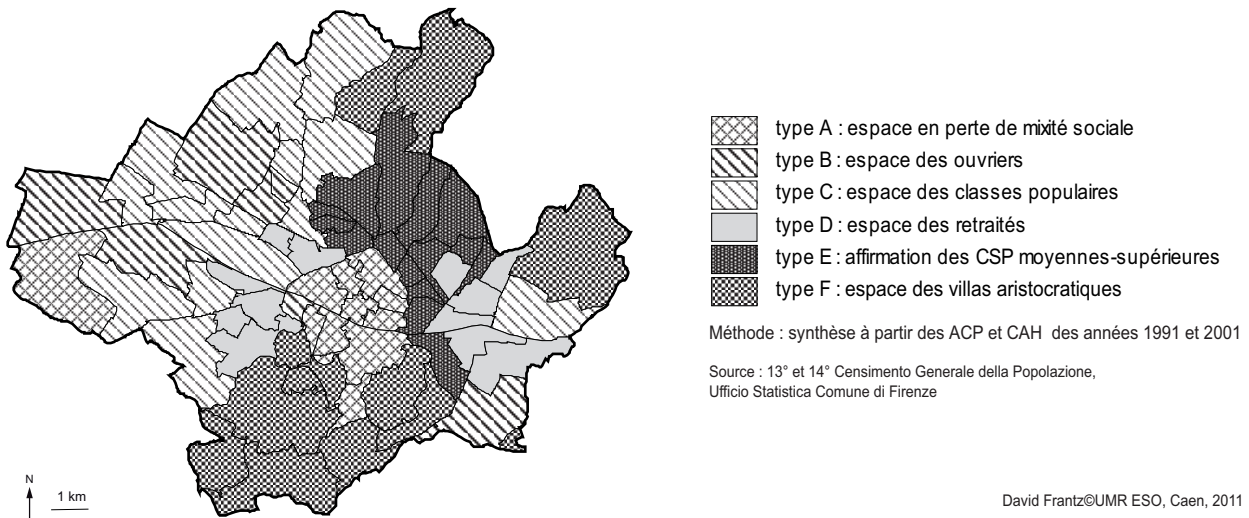 type A : espace en perte de mixité sociale
type B : espace des ouvriers
type C : espace des classes populaires
type D : espace des retraités
type E : affirmation des CSP moyennes-supérieures
type F : espace des villas aristocratiques
Méthode : synthèse à partir des ACP et CAH des années 1991 et 2001
Source : 13° et 14° Censimento Generale della Popolazione,
Ufficio Statistica Comune di Firenze
N
1 km
David Frantz©UMR ESO, Caen, 2011